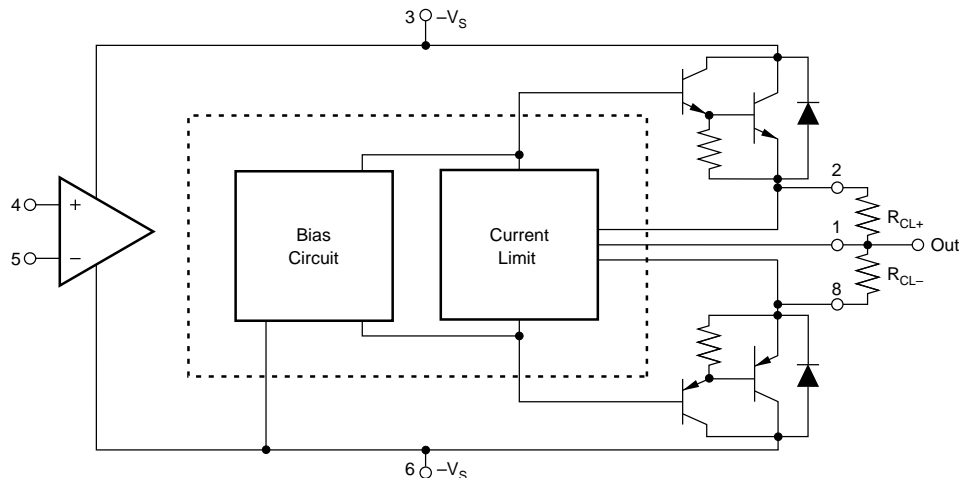 3 –VS
4 +
5 –
Bias
Circuit
Current
Limit
2
RCL+
1
Out
RCL–
8
6 –VS